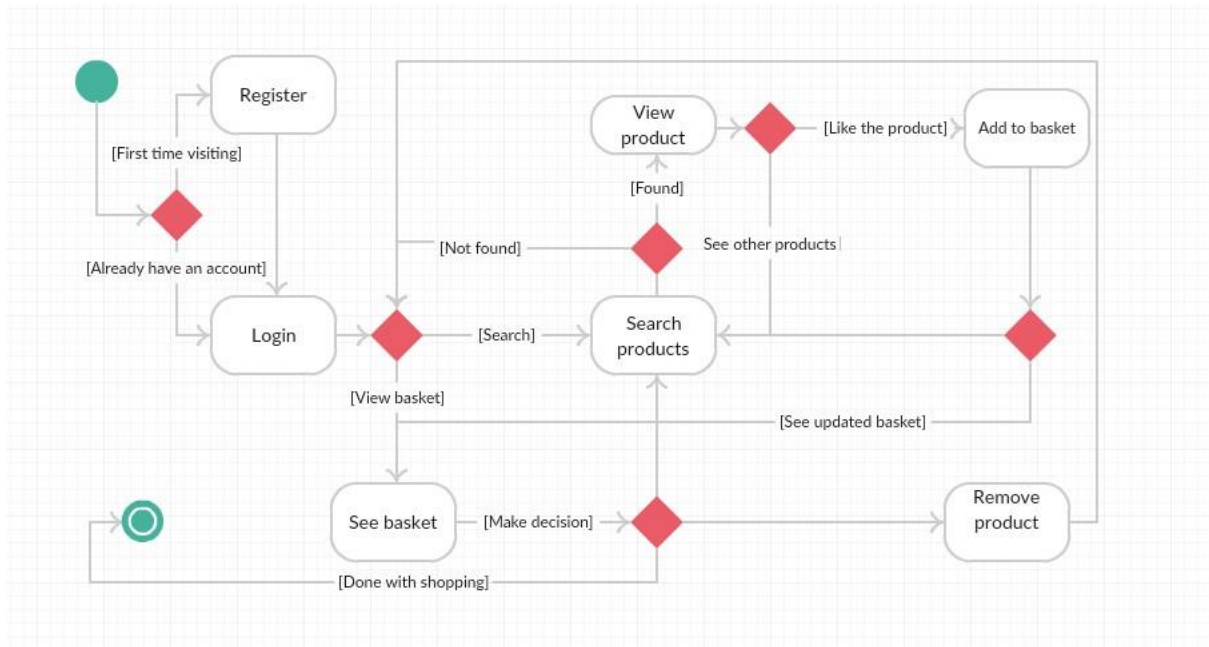 Register
View
product
[Like the product]
Add to basket
[First time visiting]
[Found]
[Not found]
See other products
[Already have an account]
Login
[Search]
Search
products
[View basket]
[See updated basket]
See basket
[Make decision]
Remove
product
[Done with shopping]